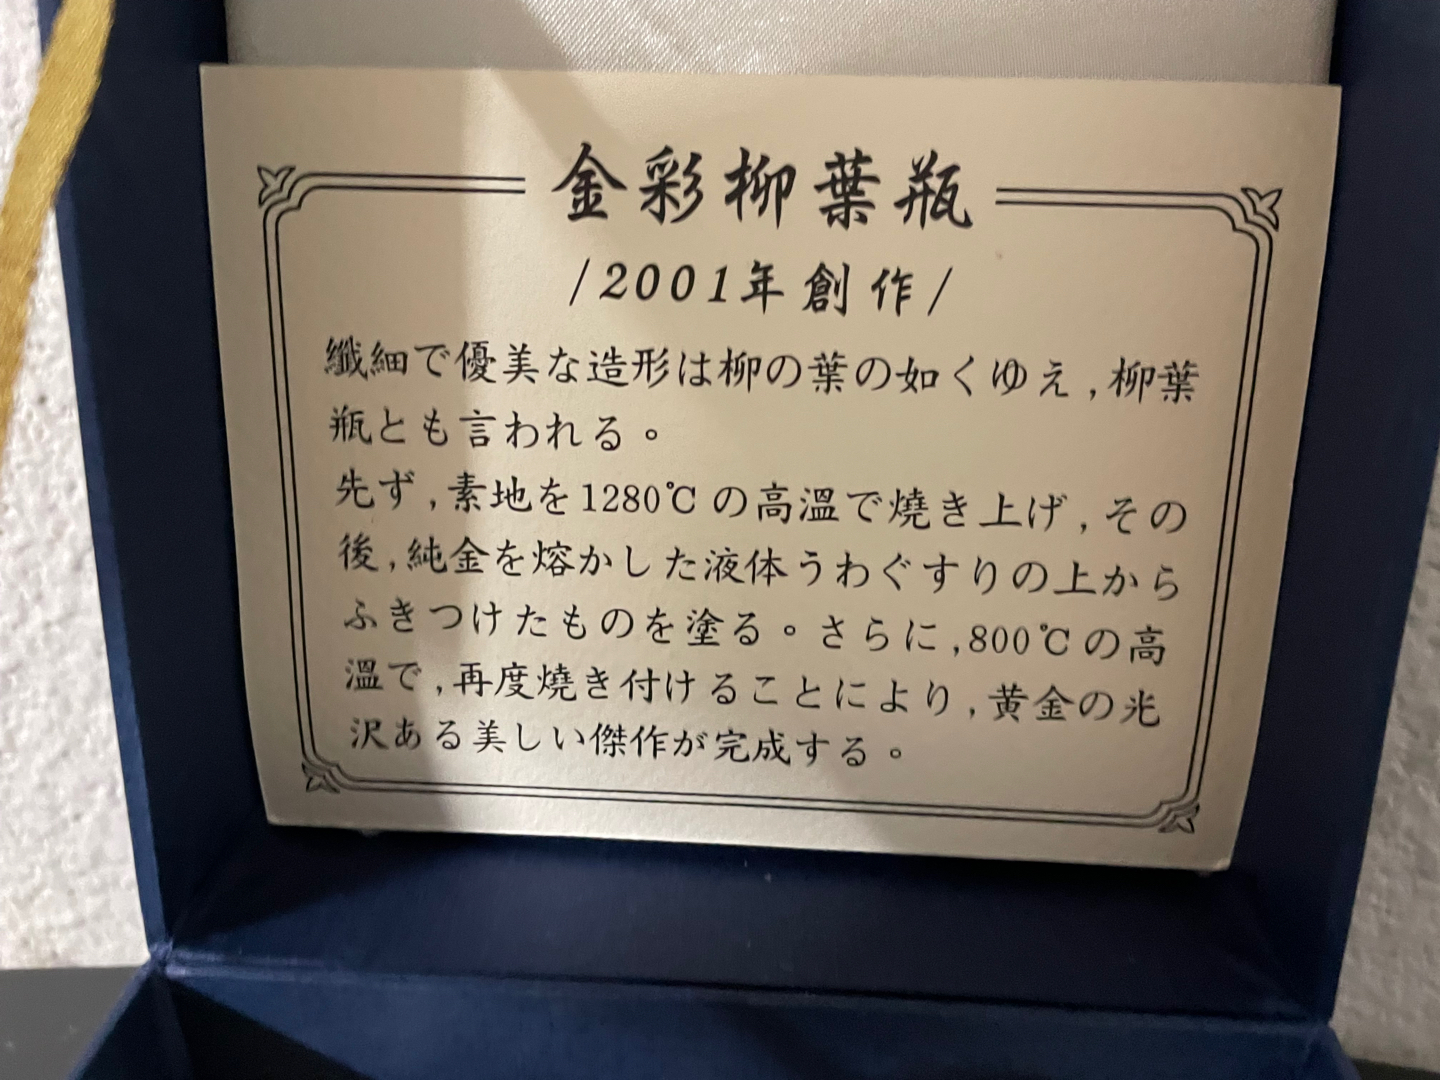 金彩柳葉瓶
/2001年創作/
纖細で優美な造形は柳の葉の如くゆえ,柳葉
瓶とも言われる。
先ず,素地を1280℃の高溫で燒き上げ,その
後,純金を熔かした液体うわぐすりの上から
ふきつけたものを塗る。さらに,800℃の高
溫で,再度燒き付けることにより,黄金の光
沢ある美しい傑作が完成する。